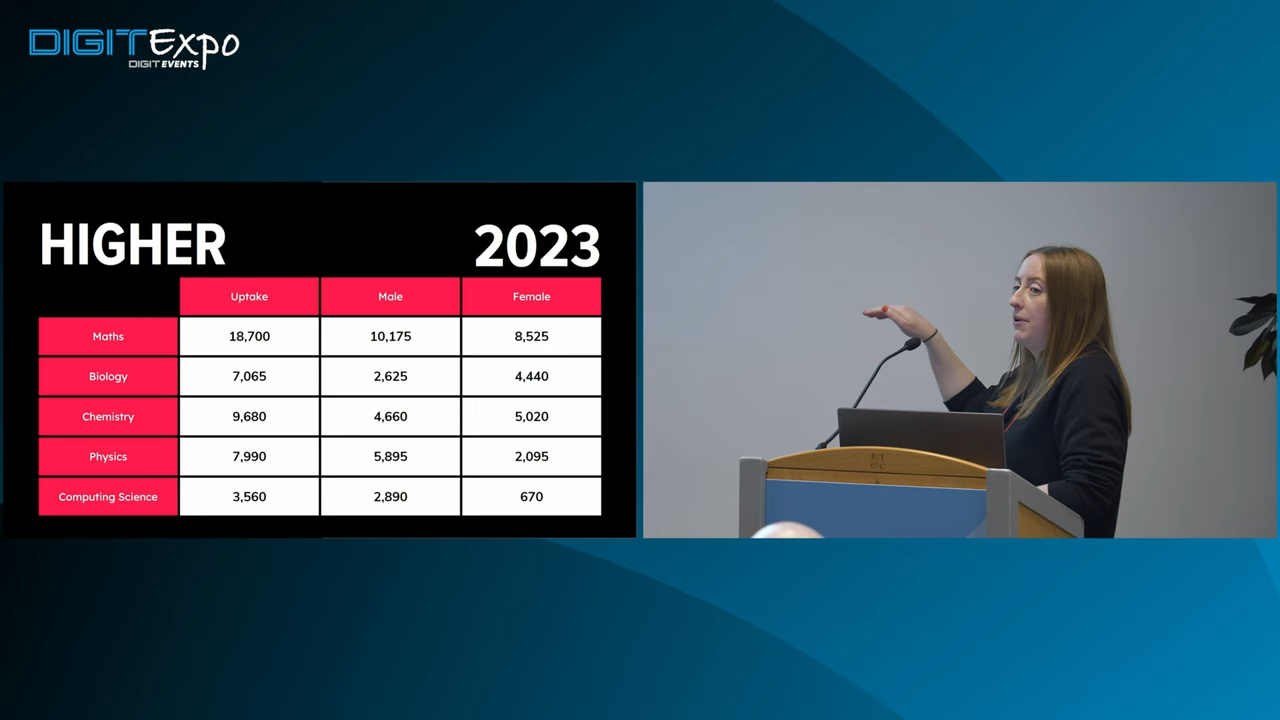 DIGIT Expo
DIGIT EVENTS
HIGHER 2023
Uptake Male Female
Maths 18,700 10,175 8,525
Biology 7,065 2,625 4,440
Chemistry 9,680 4,660 5,020
Physics 7,990 5,895 2,095
Computing Science 3,560 2,890 670